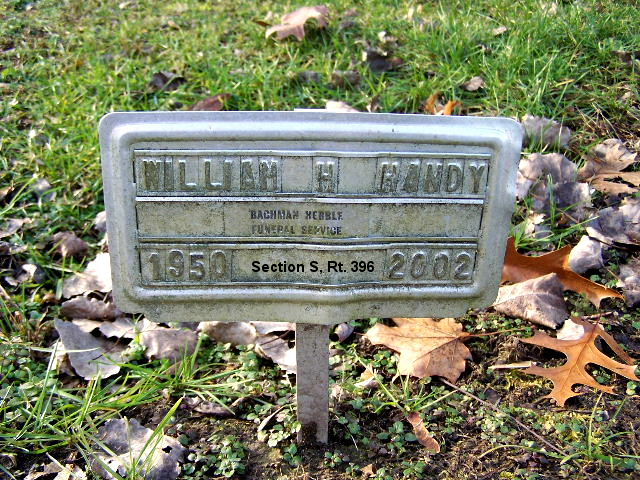 WILLIAM H HANDY
BACHMAN HEBBLE
FUNERAL SERVICE
1950 Section S, Rt. 396 2002